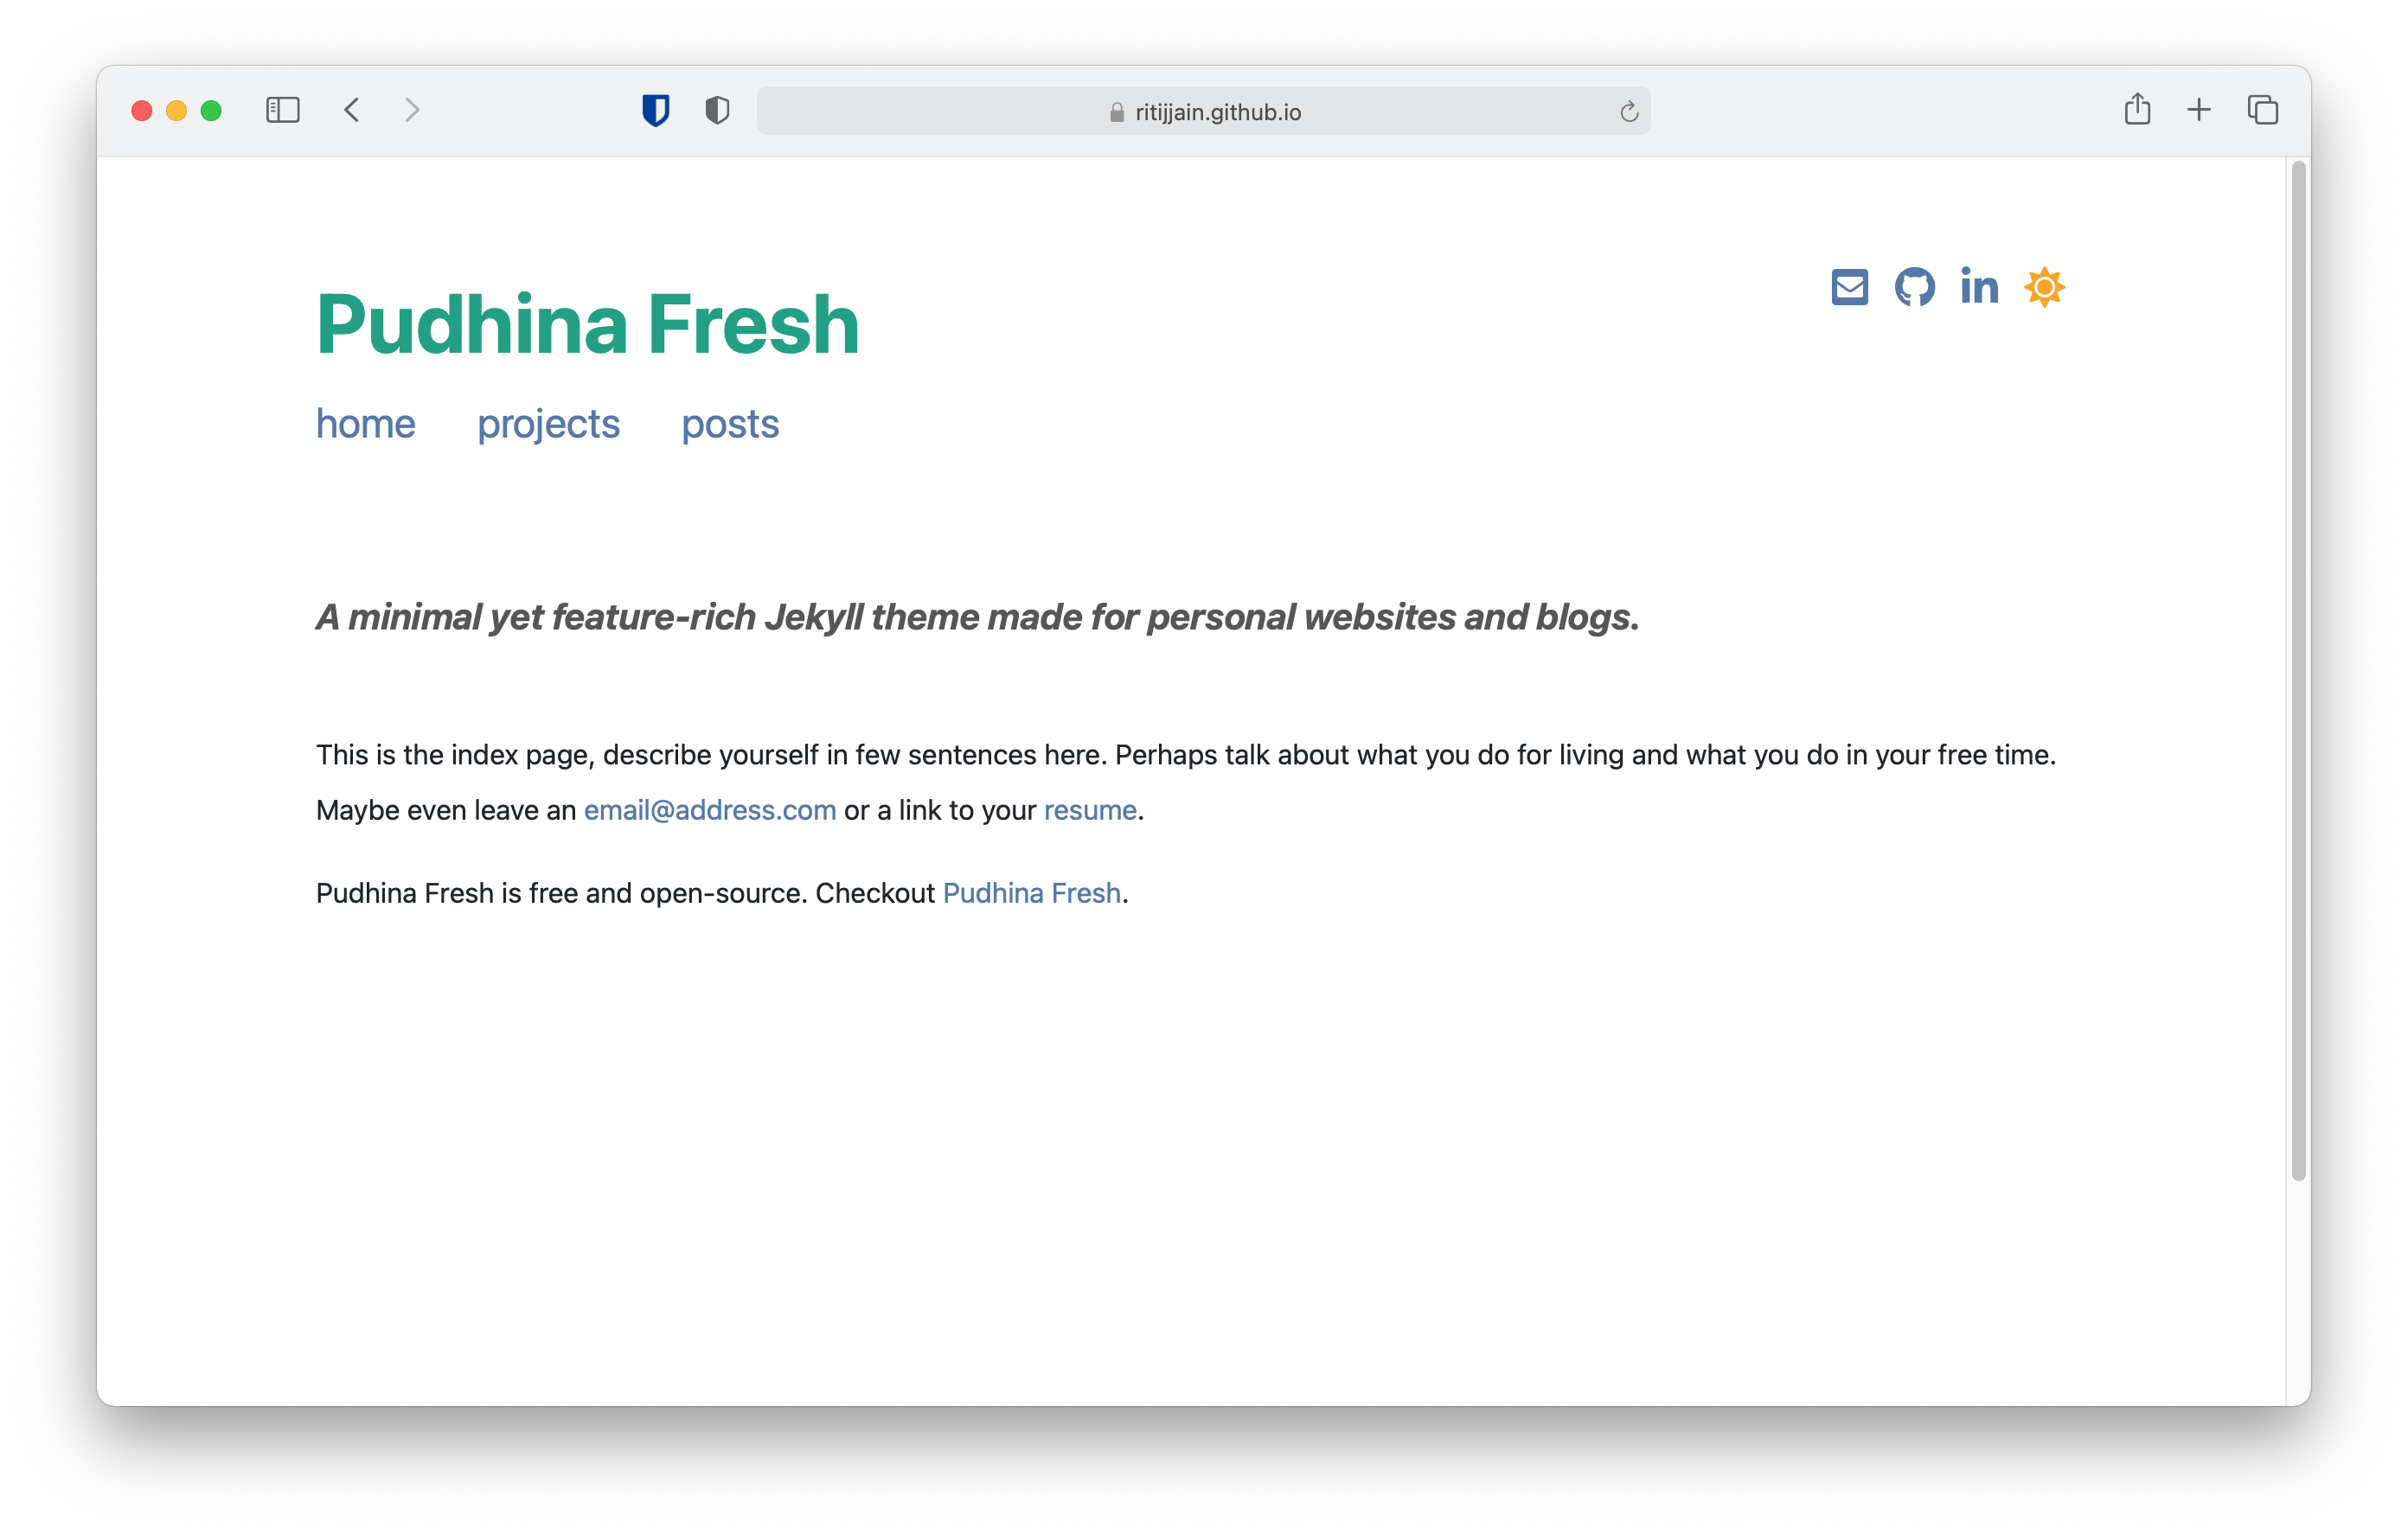 ritijjain.github.io
Pudhina Fresh
home projects posts
A minimal yet feature-rich Jekyll theme made for personal websites and blogs.
This is the index page, describe yourself in few sentences here. Perhaps talk about what you do for living and what you do in your free time.
Maybe even leave an email@address.com or a link to your resume.
Pudhina Fresh is free and open-source. Checkout Pudhina Fresh.